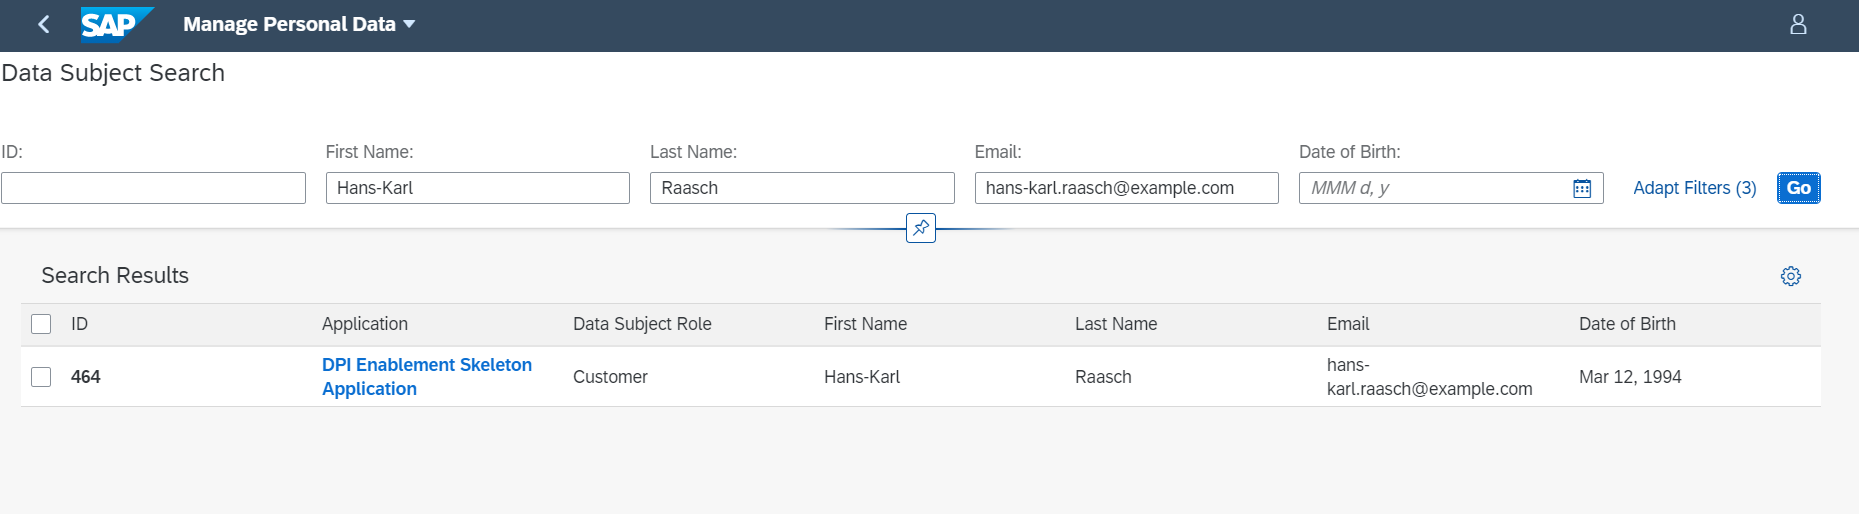 SAP Manage Personal Data
Data Subject Search
ID: First Name: Last Name: Email: Date of Birth:
Hans-Karl Raasch hans-karl.raasch@example.com MMM d, y Adapt Filters (3) Go
Search Results
ID Application Data Subject Role First Name Last Name Email Date of Birth
464 DPI Enablement Skeleton Application Customer Hans-Karl Raasch hans-karl.raasch@example.com Mar 12, 1994